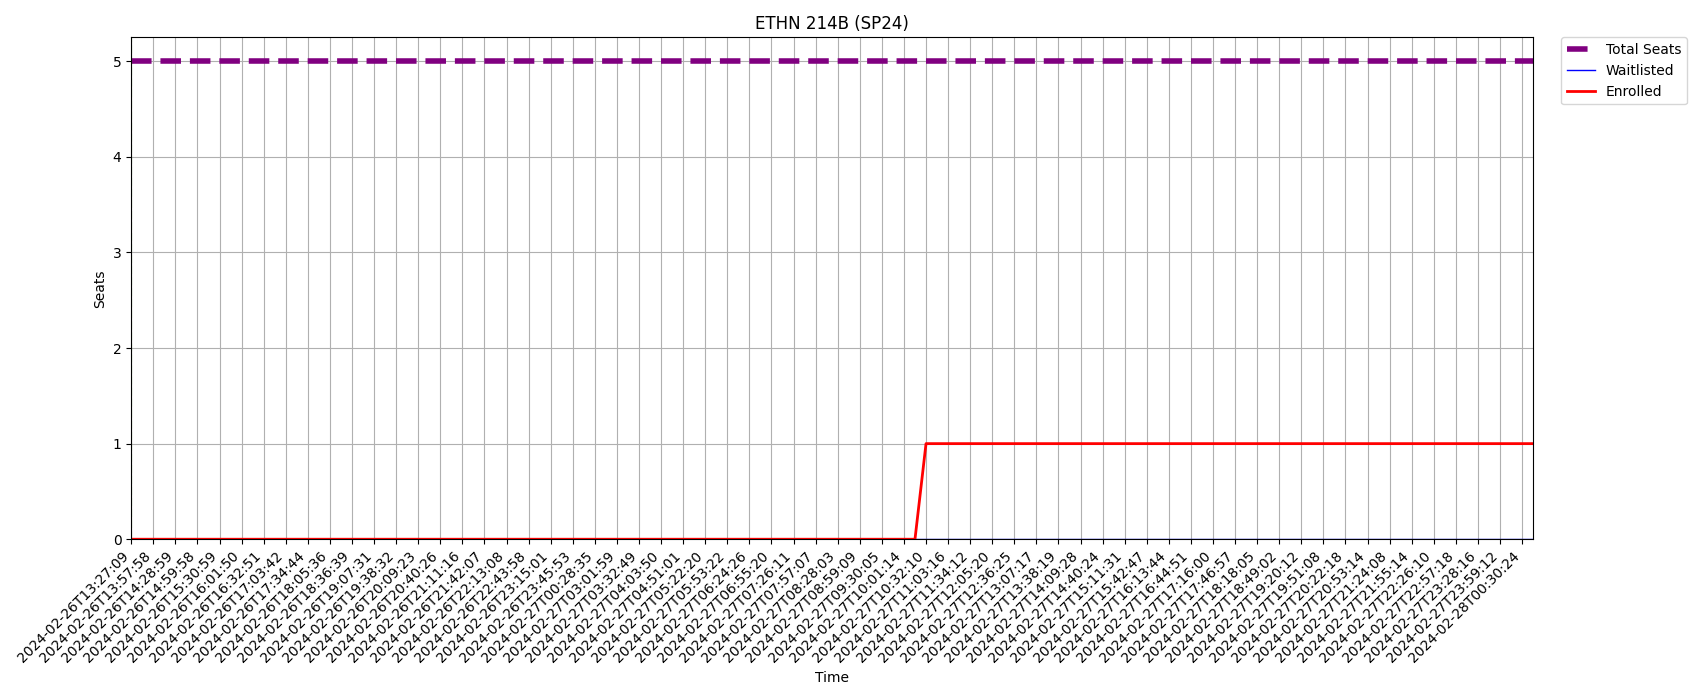 ETHN 214B (SP24)
Total Seats
Waitlisted
Enrolled
5
4
3
2
1
0
Seats
2024-02-26T13:27:09
2024-02-26T13:57:58
2024-02-26T14:28:59
2024-02-26T14:59:58
2024-02-26T15:30:59
2024-02-26T16:01:50
2024-02-26T16:32:51
2024-02-26T17:03:42
2024-02-26T17:34:44
2024-02-26T18:05:36
2024-02-26T18:36:39
2024-02-26T19:07:31
2024-02-26T19:38:32
2024-02-26T20:09:23
2024-02-26T20:40:26
2024-02-26T21:11:16
2024-02-26T21:42:07
2024-02-26T22:13:08
2024-02-26T22:43:58
2024-02-26T23:15:01
2024-02-26T23:45:53
2024-02-27T00:28:35
2024-02-27T03:01:59
2024-02-27T03:32:49
2024-02-27T04:03:50
2024-02-27T04:51:01
2024-02-27T05:22:20
2024-02-27T05:53:22
2024-02-27T06:24:26
2024-02-27T06:55:20
2024-02-27T07:26:11
2024-02-27T07:57:07
2024-02-27T08:28:03
2024-02-27T08:59:09
2024-02-27T09:30:05
2024-02-27T10:01:14
2024-02-27T10:32:10
2024-02-27T11:03:16
2024-02-27T11:34:12
2024-02-27T12:05:20
2024-02-27T12:36:25
2024-02-27T13:07:17
2024-02-27T13:38:19
2024-02-27T14:09:28
2024-02-27T14:40:24
2024-02-27T15:11:31
2024-02-27T15:42:47
2024-02-27T16:13:44
2024-02-27T16:44:51
2024-02-27T17:16:00
2024-02-27T17:46:57
2024-02-27T18:18:05
2024-02-27T18:49:02
2024-02-27T19:20:12
2024-02-27T19:51:08
2024-02-27T20:22:18
2024-02-27T20:53:14
2024-02-27T21:24:08
2024-02-27T21:55:14
2024-02-27T22:26:10
2024-02-27T22:57:18
2024-02-27T23:28:16
2024-02-27T23:59:12
2024-02-28T00:30:24
Time